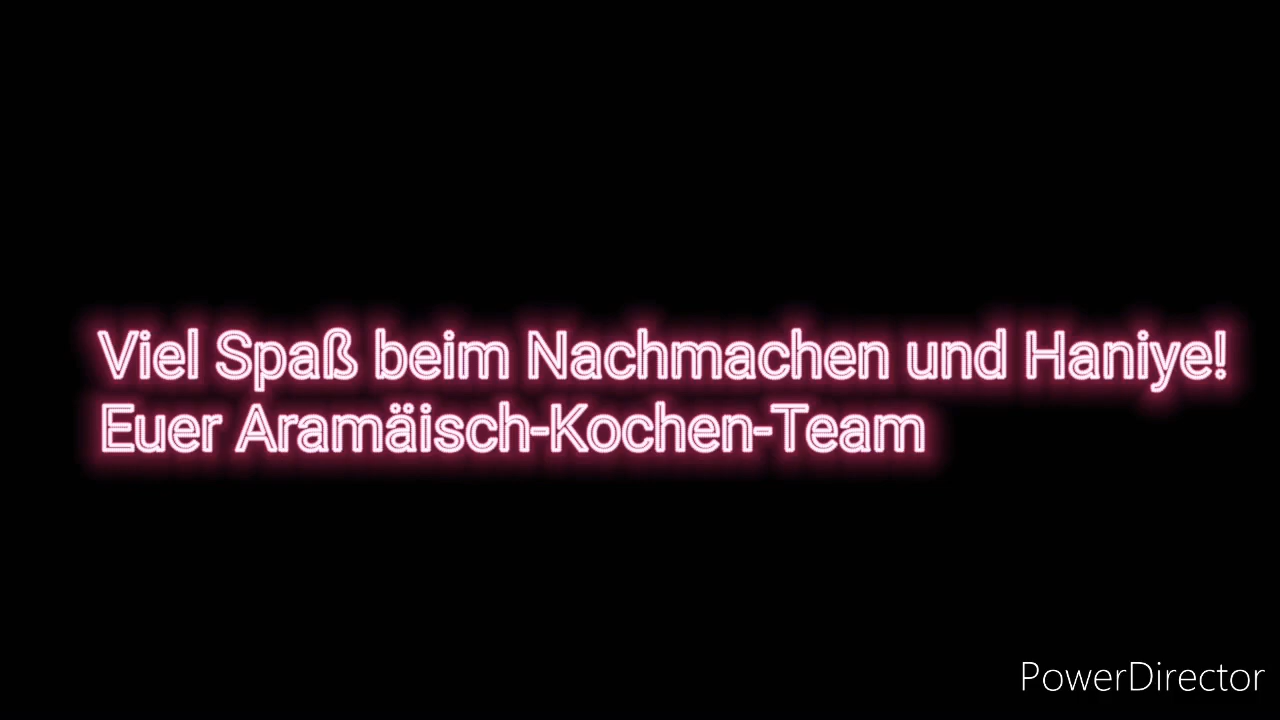 Viel Spaß beim Nachmachen und Haniye!
Euer Aramäisch-Kochen-Team
PowerDirector